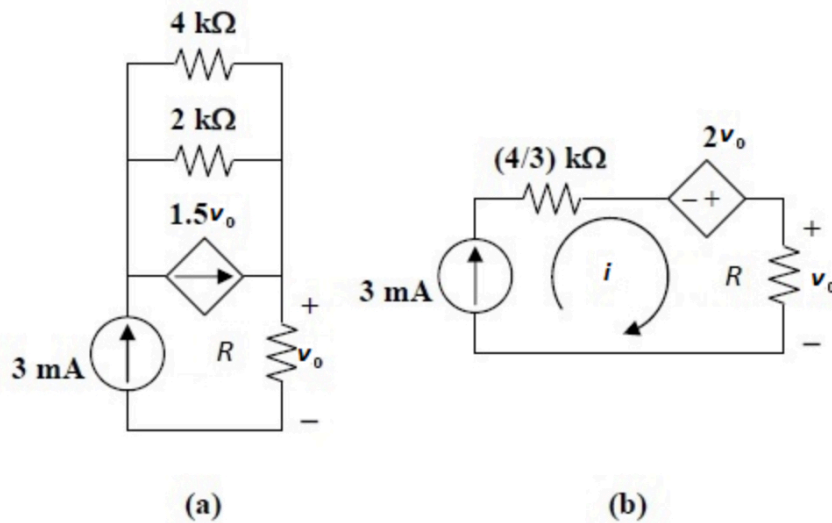 4 kΩ
2 kΩ
1.5v₀
+
R
v₀
3 mA
−
(a)
2v₀
(4/3) kΩ
− +
+
3 mA
i
R
v₀
−
(b)